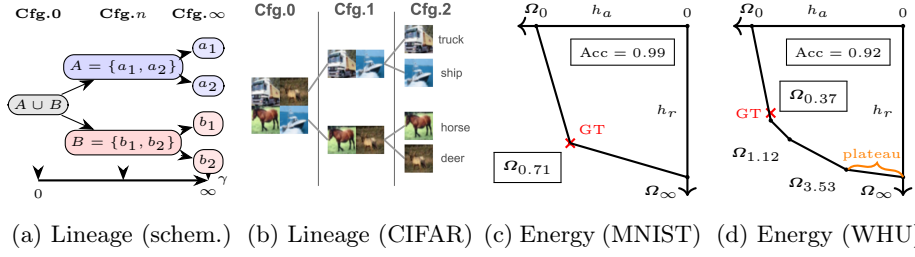 Cfg.0 Cfg.n Cfg.∞
A ∪ B
A = {a₁, a₂}
B = {b₁, b₂}
a₁
a₂
b₁
b₂
0 ∞ γ
(a) Lineage (schem.)
Cfg.0 Cfg.1 Cfg.2
truck
ship
horse
deer
(b) Lineage (CIFAR)
Ω₀ hₐ 0
Acc = 0.99
hᵣ
GT
Ω₀.₇₁
Ω∞
(c) Energy (MNIST)
Ω₀ hₐ 0
Acc = 0.92
Ω₀.₃₇
GT hᵣ
Ω₁.₁₂
plateau
Ω₃.₅₃
Ω∞
(d) Energy (WHU)